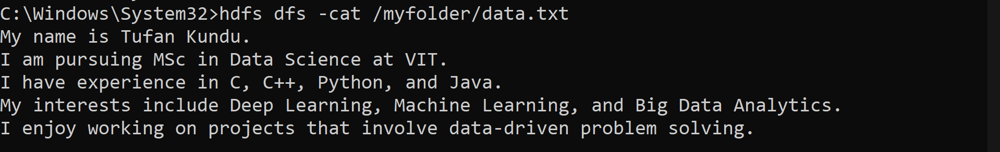 C:\Windows\System32>hdfs dfs -cat /myfolder/data.txt
My name is Tufan Kundu.
I am pursuing MSc in Data Science at VIT.
I have experience in C, C++, Python, and Java.
My interests include Deep Learning, Machine Learning, and Big Data Analytics.
I enjoy working on projects that involve data-driven problem solving.